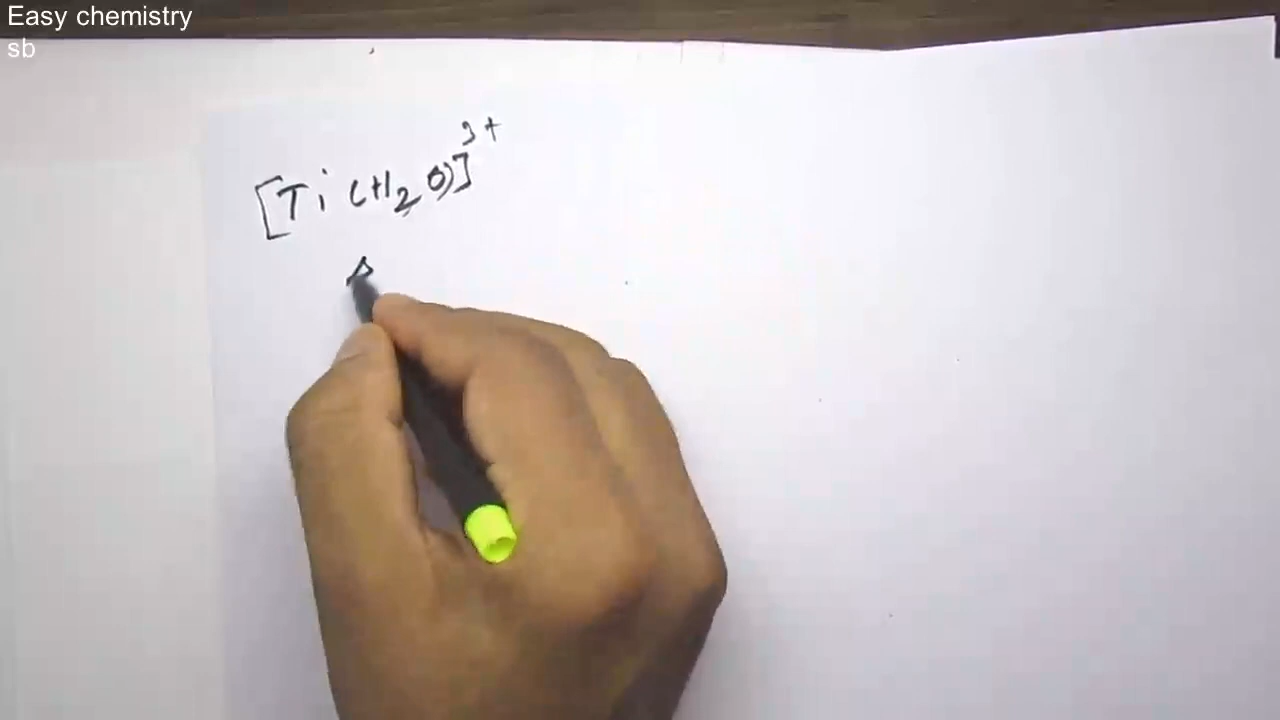 Easy chemistry
sb
[Ti (H2O)]3+
Δ